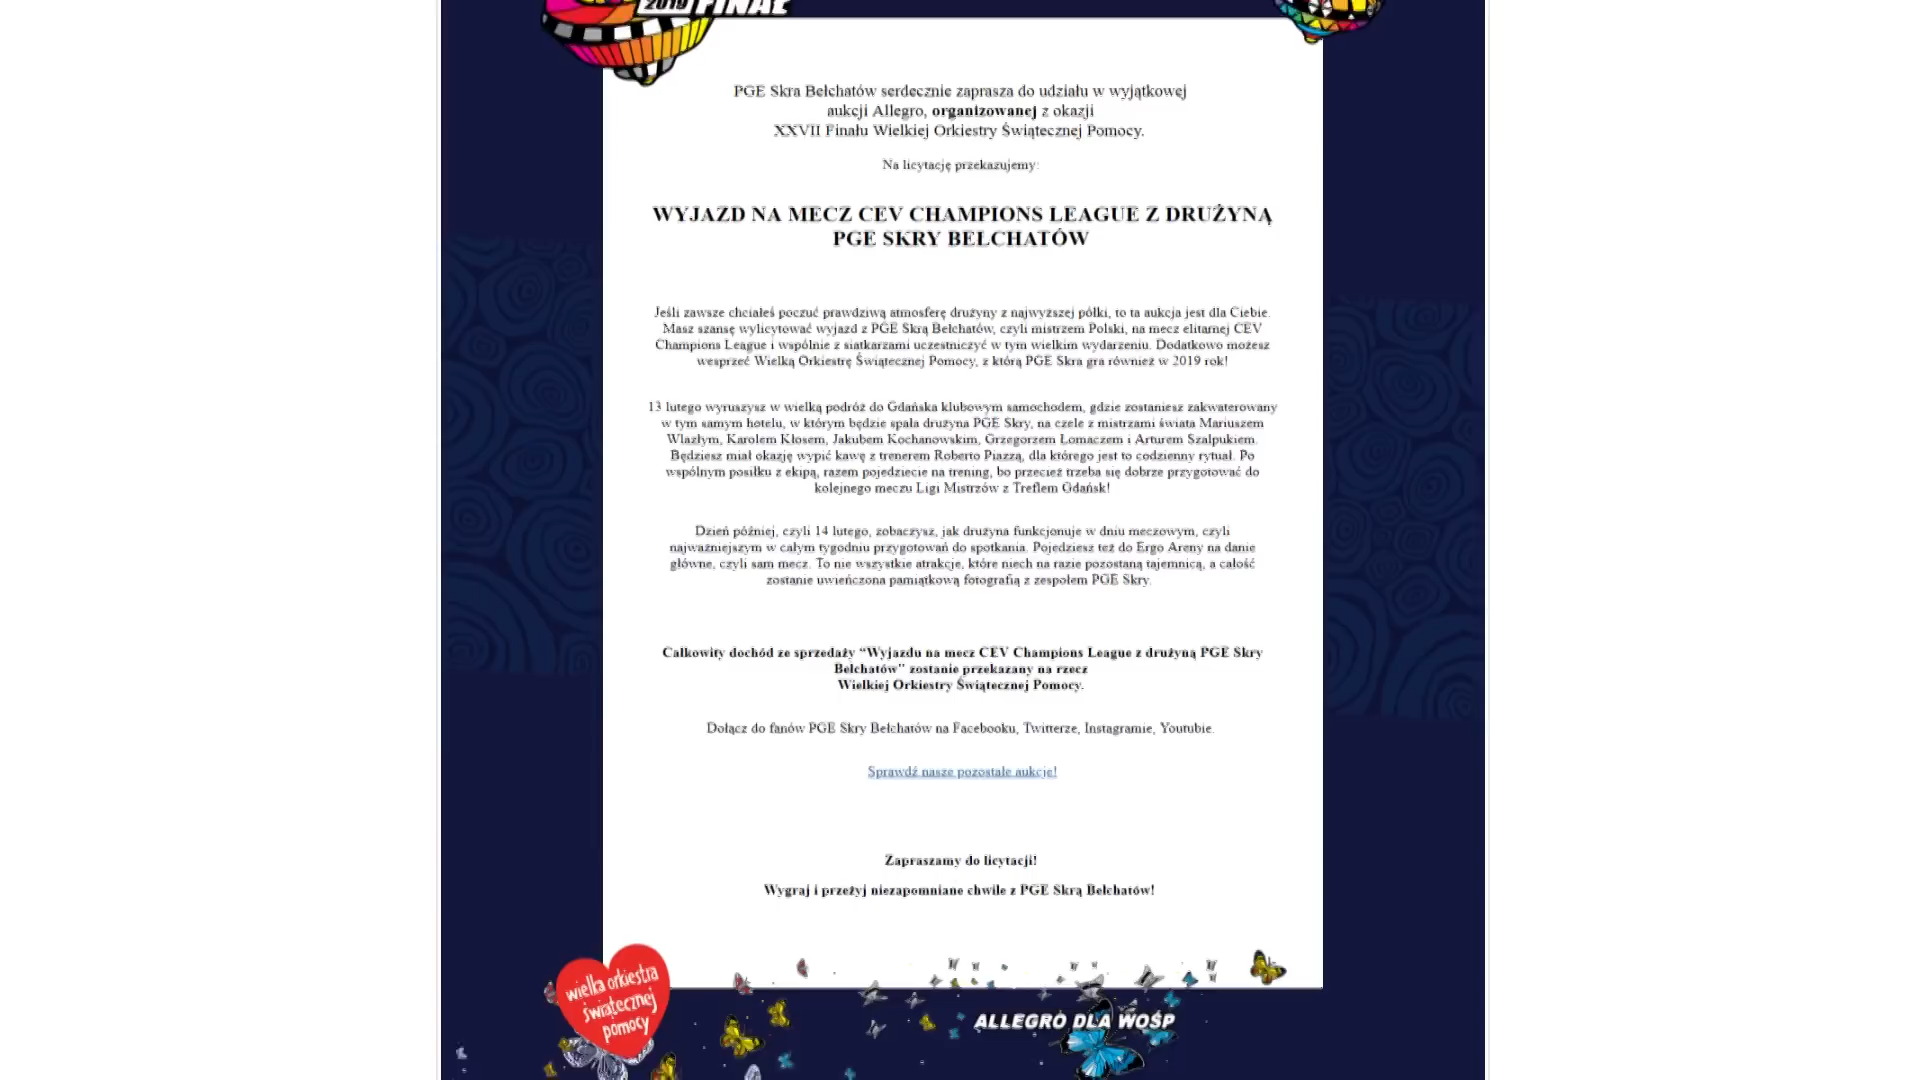 2019 FINAŁ
PGE Skra Bełchatów serdecznie zaprasza do udziału w wyjątkowej
aukcji Allegro, organizowanej z okazji
XXVII Finału Wielkiej Orkiestry Świątecznej Pomocy.
Na licytację przekazujemy:
WYJAZD NA MECZ CEV CHAMPIONS LEAGUE Z DRUŻYNĄ
PGE SKRY BEŁCHATÓW
Jeśli zawsze chciałeś poczuć prawdziwą atmosferę drużyny z najwyższej półki, to ta aukcja jest dla Ciebie.
Masz szansę wylicytować wyjazd z PGE Skrą Bełchatów, czyli mistrzem Polski, na mecz elitarnej CEV
Champions League i wspólnie z siatkarzami uczestniczyć w tym wielkim wydarzeniu. Dodatkowo możesz
wesprzeć Wielką Orkiestrę Świątecznej Pomocy, z którą PGE Skra gra również w 2019 rok!
13 lutego wyruszysz w wielką podróż do Gdańska klubowym samochodem, gdzie zostaniesz zakwaterowany
w tym samym hotelu, w którym będzie spała drużyna PGE Skry, na czele z mistrzami świata Mariuszem
Wlazłym, Karolem Kłosem, Jakubem Kochanowskim, Grzegorzem Łomaczem i Arturem Szalpukiem.
Będziesz miał okazję wypić kawę z trenerem Roberto Piazzą, dla którego jest to codzienny rytuał. Po
wspólnym posiłku z ekipą, razem pojedziecie na trening, bo przecież trzeba się dobrze przygotować do
kolejnego meczu Ligi Mistrzów z Treflem Gdańsk!
Dzień później, czyli 14 lutego, zobaczysz, jak drużyna funkcjonuje w dniu meczowym, czyli
najważniejszym w całym tygodniu przygotowań do spotkania. Pojedziesz też do Ergo Areny na danie
główne, czyli sam mecz. To nie wszystkie atrakcje, które niech na razie pozostaną tajemnicą, a całość
zostanie uwieńczona pamiątkową fotografią z zespołem PGE Skry.
Całkowity dochód ze sprzedaży “Wyjazdu na mecz CEV Champions League z drużyną PGE Skry
Bełchatów" zostanie przekazany na rzecz
Wielkiej Orkiestry Świątecznej Pomocy.
Dołącz do fanów PGE Skry Bełchatów na Facebooku, Twitterze, Instagramie, Youtubie.
Sprawdź nasze pozostałe aukcje!
Zapraszamy do licytacji!
Wygraj i przeżyj niezapomniane chwile z PGE Skrą Bełchatów!
wielka orkiestra
świątecznej
pomocy
ALLEGRO DLA WOŚP